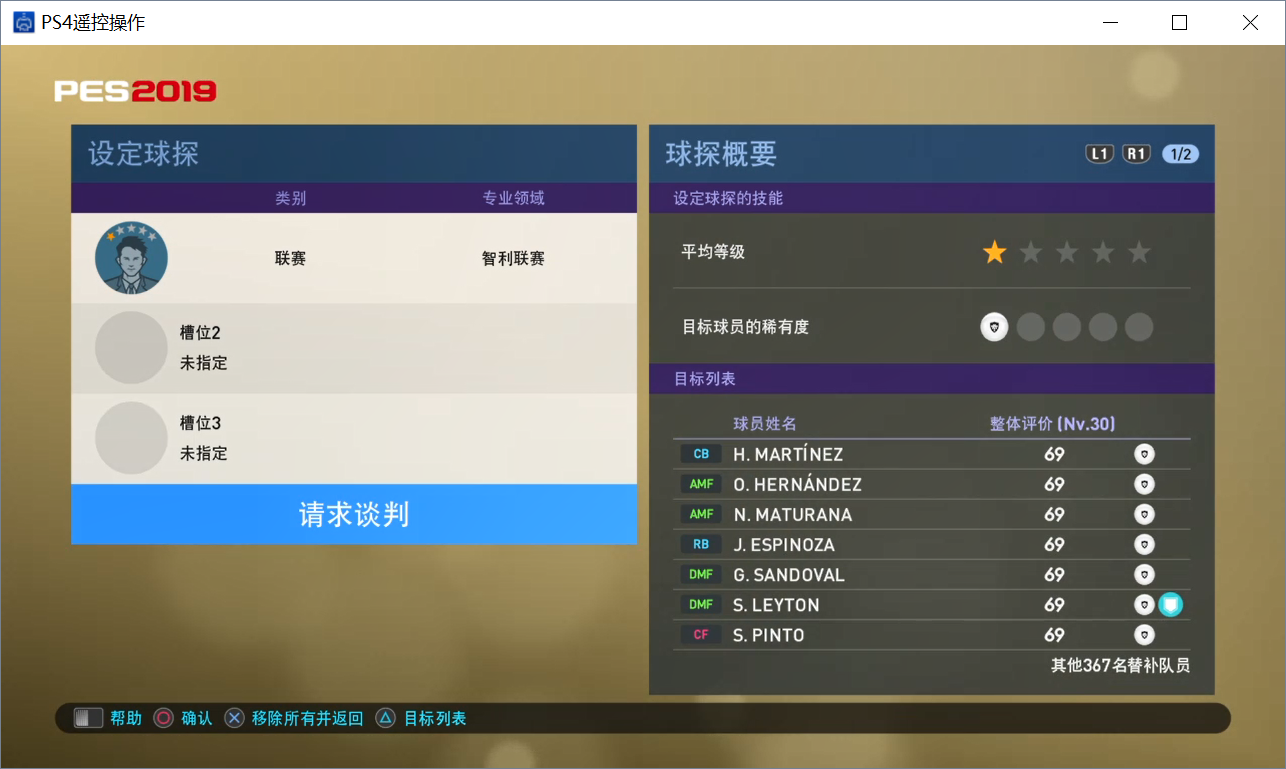 PS4遥控操作
PES2019
设定球探
类别 专业领域
联赛 智利联赛
槽位2
未指定
槽位3
未指定
请求谈判
球探概要 L1 R1 1/2
设定球探的技能
平均等级
目标球员的稀有度
目标列表
球员姓名 整体评价 (Nv.30)
CB H. MARTÍNEZ 69
AMF O. HERNÁNDEZ 69
AMF N. MATURANA 69
RB J. ESPINOZA 69
DMF G. SANDOVAL 69
DMF S. LEYTON 69
CF S. PINTO 69
其他367名替补队员
帮助 确认 移除所有并返回 目标列表